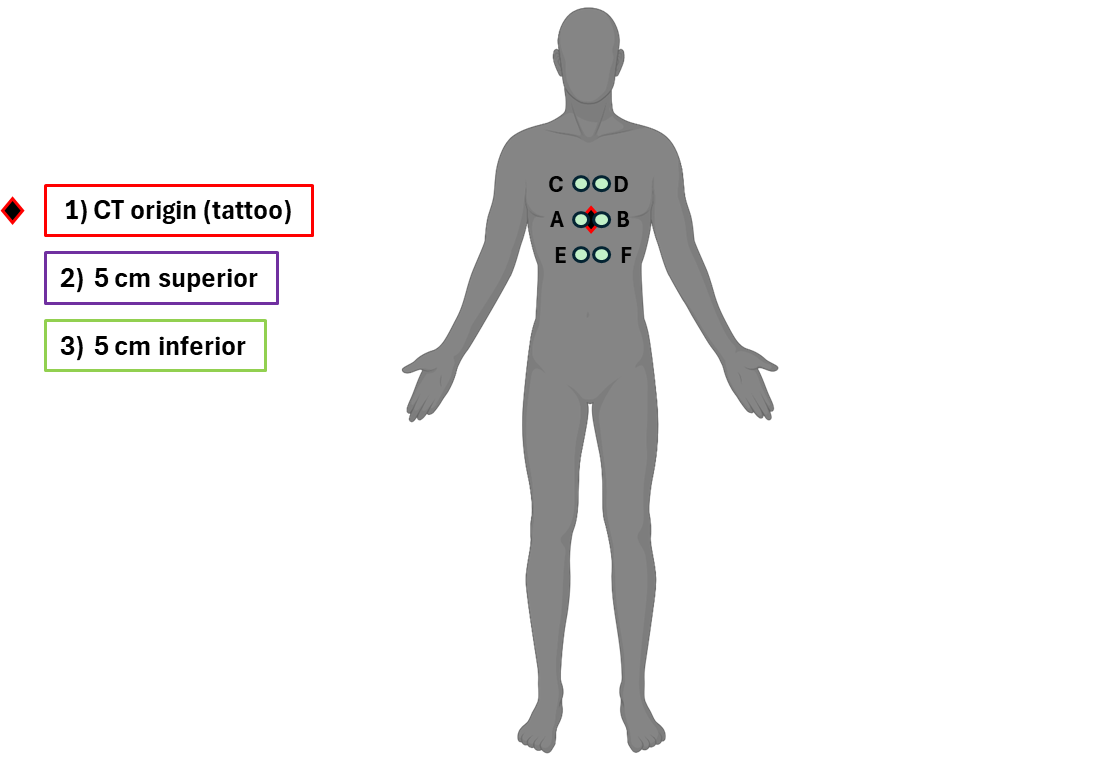 C D
1) CT origin (tattoo)
A B
E F
2) 5 cm superior
3) 5 cm inferior